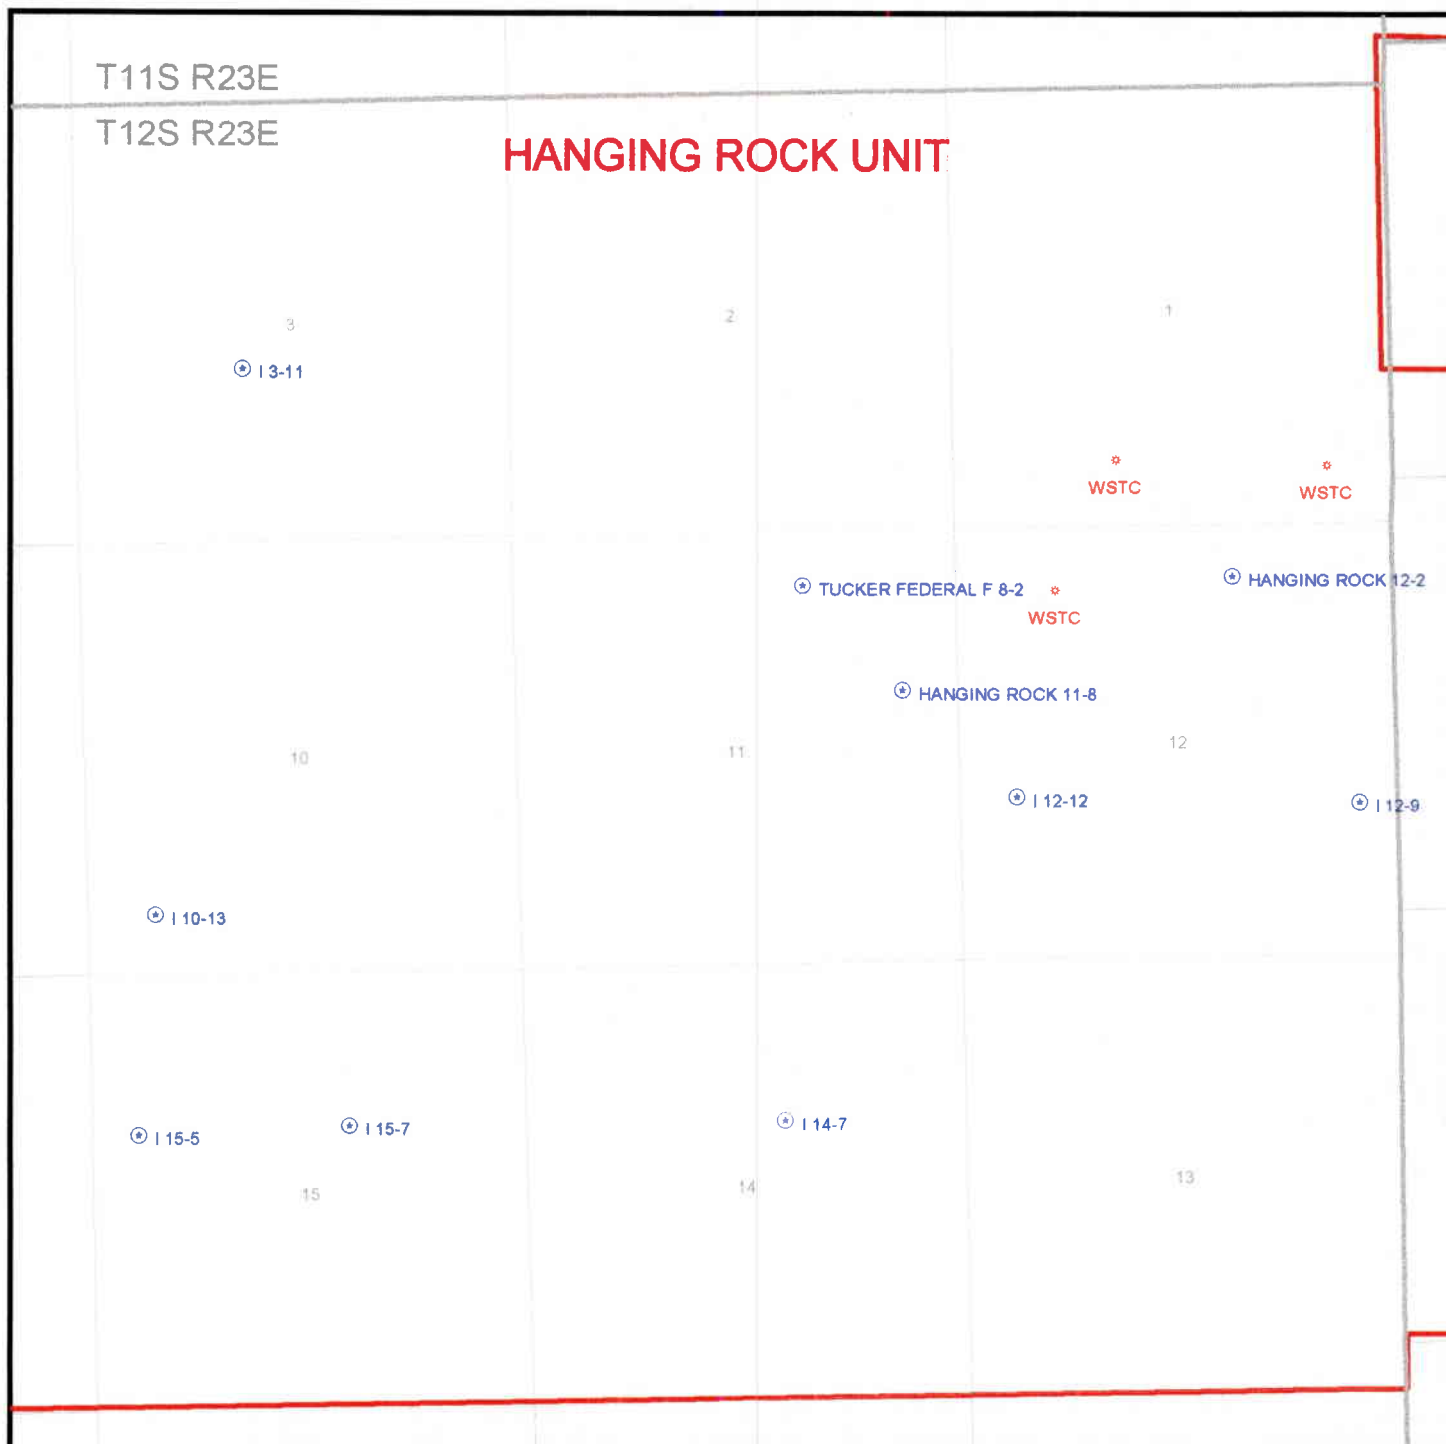 T11S R23E
T12S R23E
HANGING ROCK UNIT
3
2
1
I 3-11
WSTC
WSTC
TUCKER FEDERAL F 8-2
HANGING ROCK 12-2
WSTC
HANGING ROCK 11-8
10
11
12
I 12-12
I 12-9
I 10-13
I 15-5
I 15-7
I 14-7
15
14
13